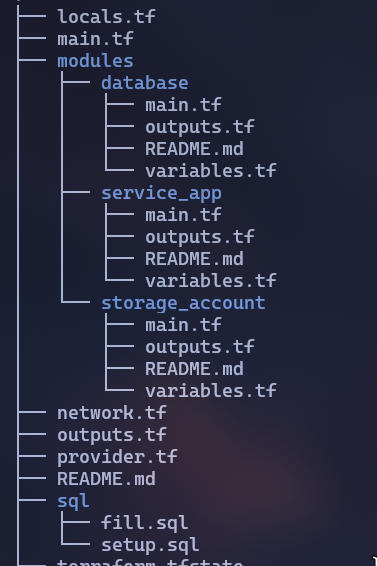 locals.tf
main.tf
modules
database
main.tf
outputs.tf
README.md
variables.tf
service_app
main.tf
outputs.tf
README.md
variables.tf
storage_account
main.tf
outputs.tf
README.md
variables.tf
network.tf
outputs.tf
provider.tf
README.md
sql
fill.sql
setup.sql
terraform.tfstate